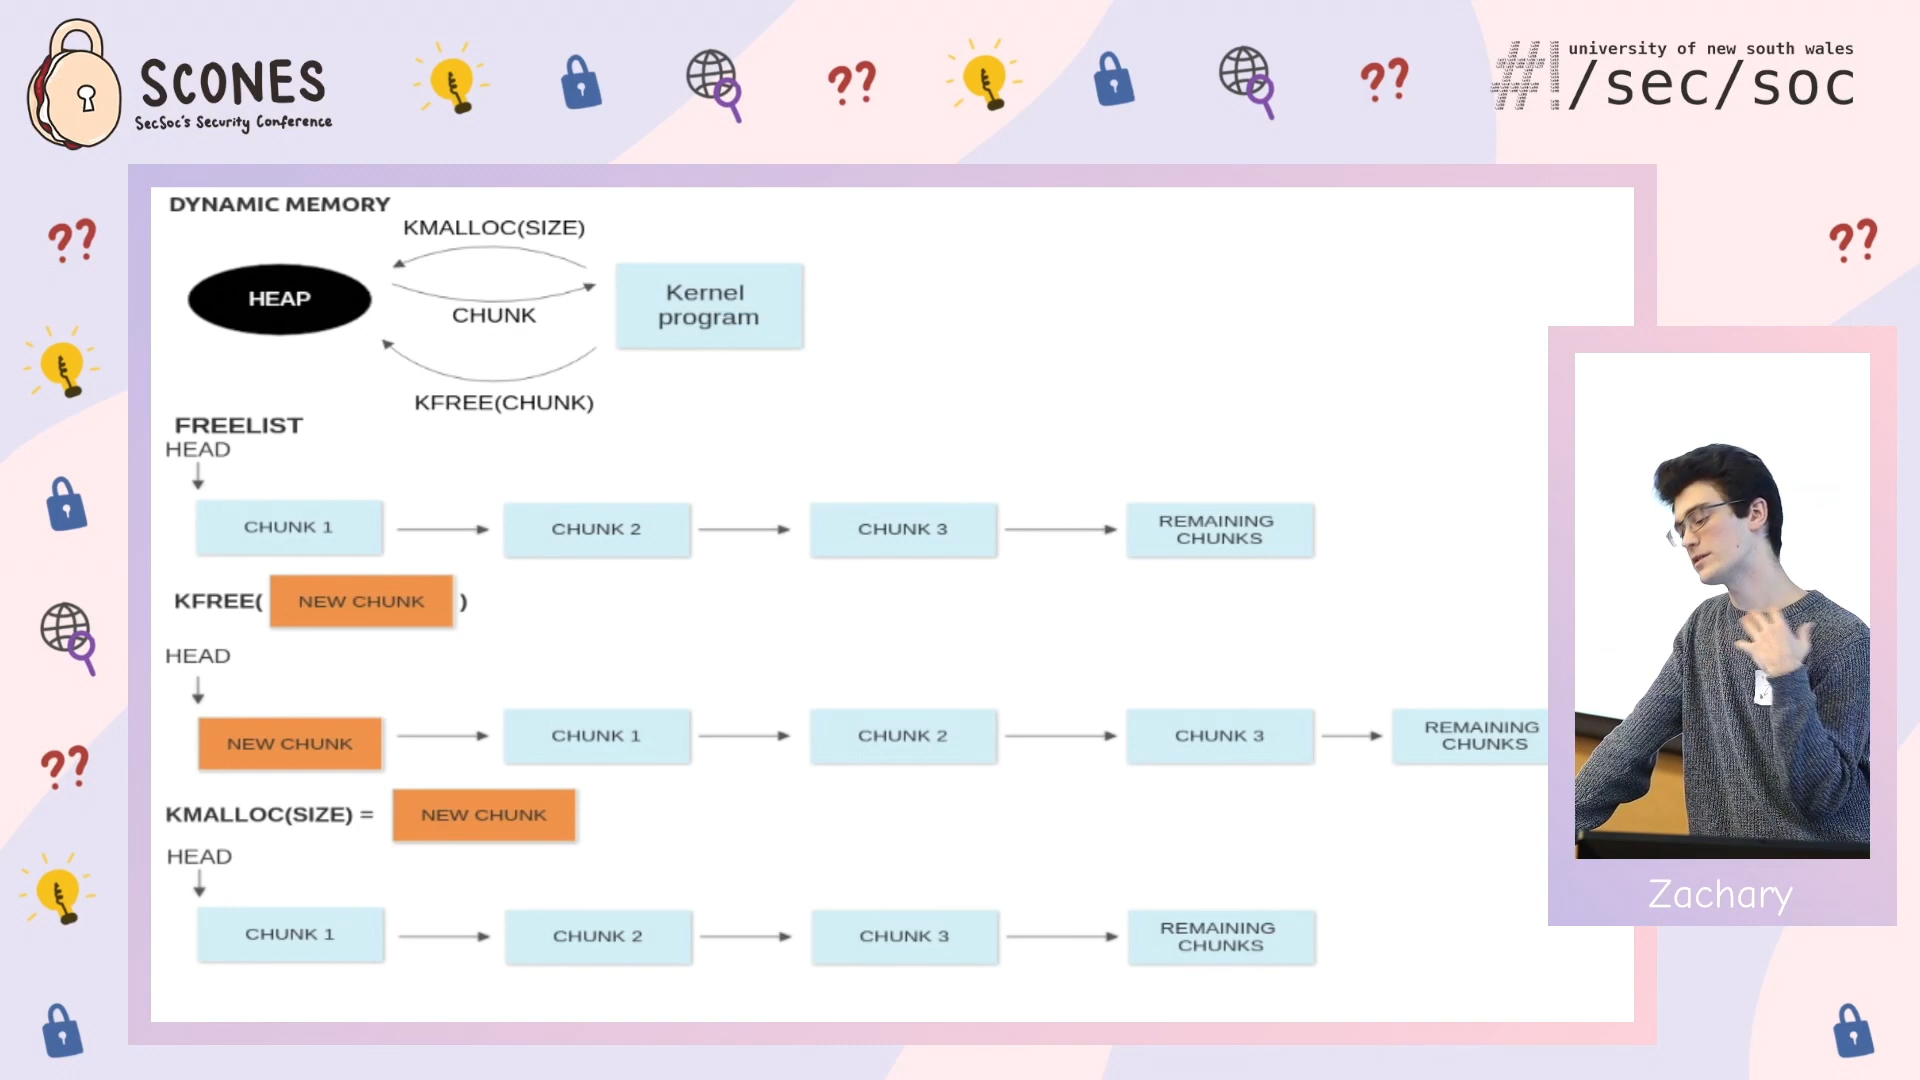 SCONES
SecSoc's Security Conference
??
??
university of new south wales
/sec/soc
??
??
DYNAMIC MEMORY
KMALLOC(SIZE)
HEAP
Kernel
program
CHUNK
KFREE(CHUNK)
FREELIST
HEAD
CHUNK 1
CHUNK 2
CHUNK 3
REMAINING
CHUNKS
KFREE( NEW CHUNK )
HEAD
NEW CHUNK
CHUNK 1
CHUNK 2
CHUNK 3
REMAINING
CHUNKS
??
KMALLOC(SIZE) = NEW CHUNK
HEAD
CHUNK 1
CHUNK 2
CHUNK 3
REMAINING
CHUNKS
Zachary